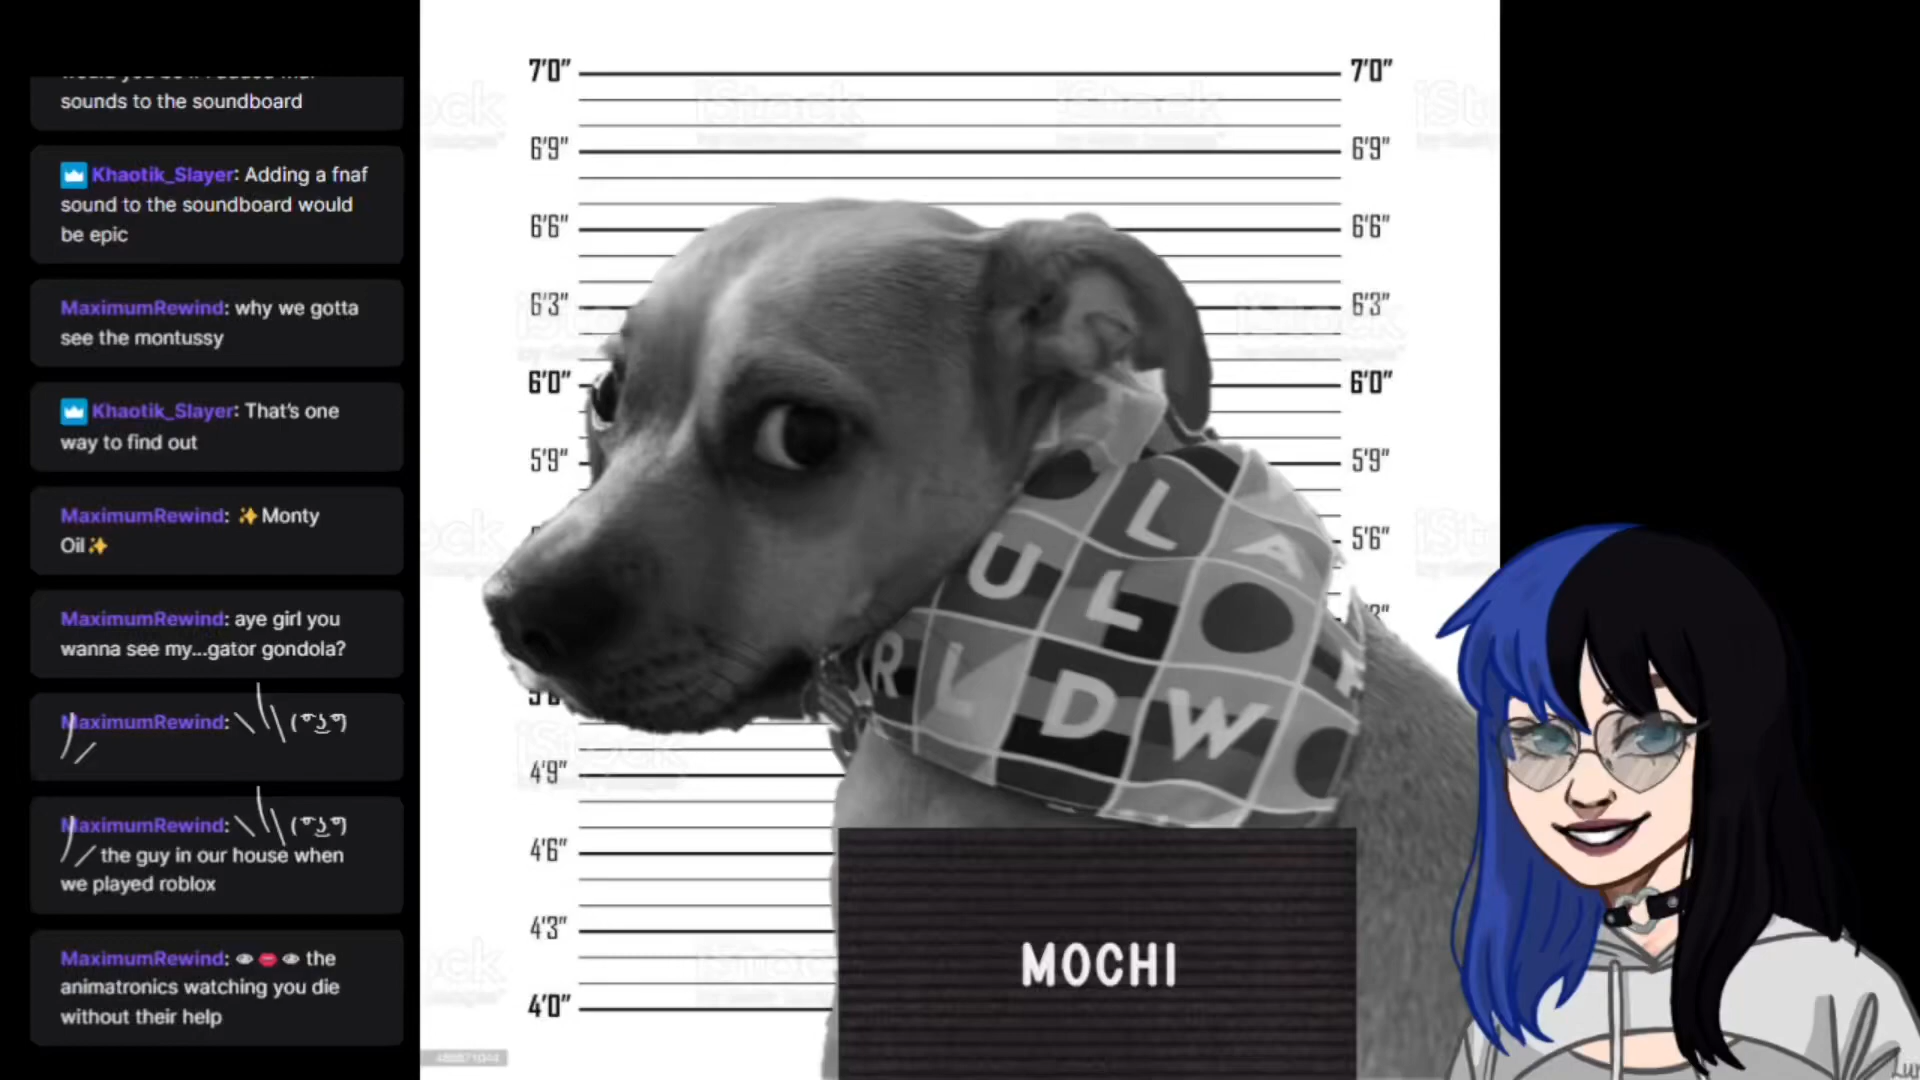 sounds to the soundboard
Khaotik_Slayer: Adding a fnaf
sound to the soundboard would
be epic
MaximumRewind: why we gotta
see the montussy
Khaotik_Slayer: That's one
way to find out
MaximumRewind: ✨Monty
Oil✨
MaximumRewind: aye girl you
wanna see my...gator gondola?
MaximumRewind:
MaximumRewind:
the guy in our house when
we played roblox
MaximumRewind: 👁👄👁 the
animatronics watching you die
without their help
7'0" 7'0"
6'9" 6'9"
6'6" 6'6"
6'3" 6'3"
6'0" 6'0"
5'9" 5'9"
5'6"
4'9"
4'6"
4'3"
4'0"
iStock
L
U L A
R L D W
MOCHI
488871044